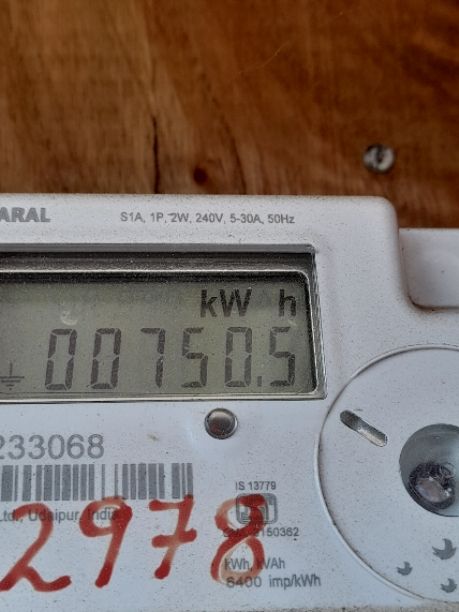 ARAL S1A, 1P, 2W, 240V, 5-30A, 50Hz
kW h
00750.5
233068
IS 13779
Ltd., Udaipur, India
2978
2150362
kWh, kVAh
6400 imp/kWh